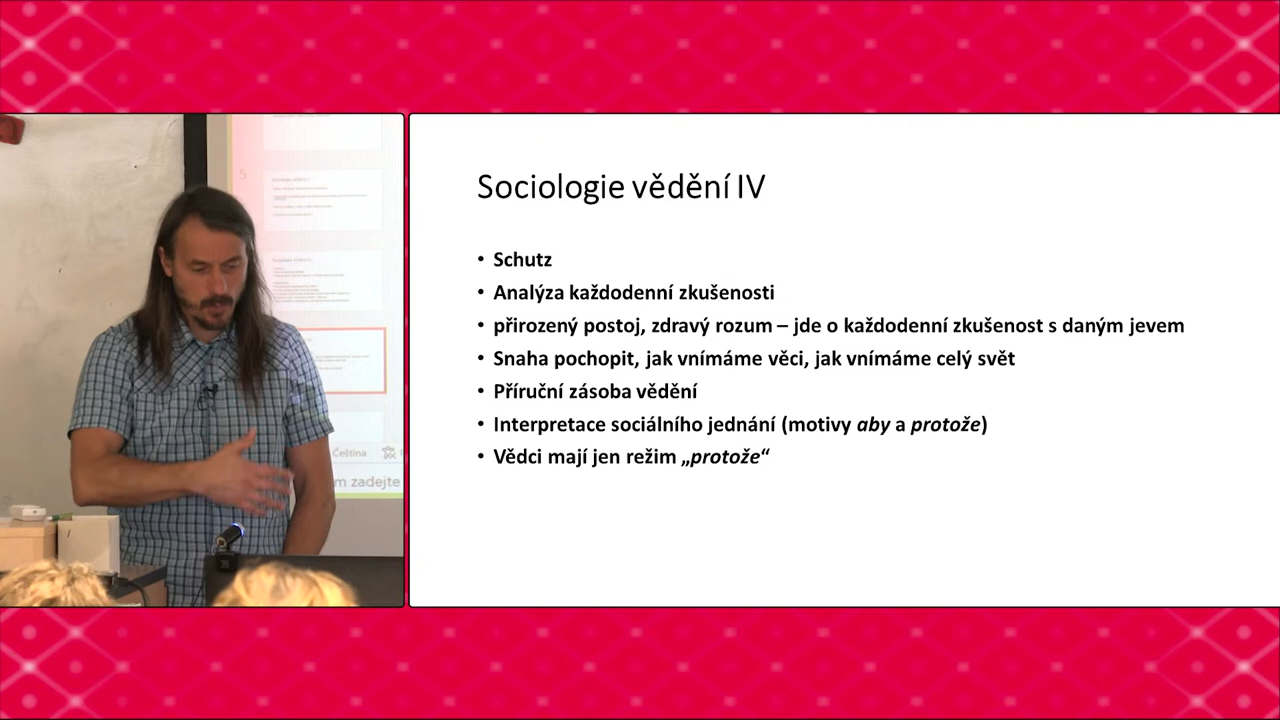 Sociologie vědění IV
• Schutz
• Analýza každodenní zkušenosti
• přirozený postoj, zdravý rozum – jde o každodenní zkušenost s daným jevem
• Snaha pochopit, jak vnímáme věci, jak vnímáme celý svět
• Příruční zásoba vědění
• Interpretace sociálního jednání (motivy aby a protože)
• Vědci mají jen režim „protože“
Čeština
m zadejte